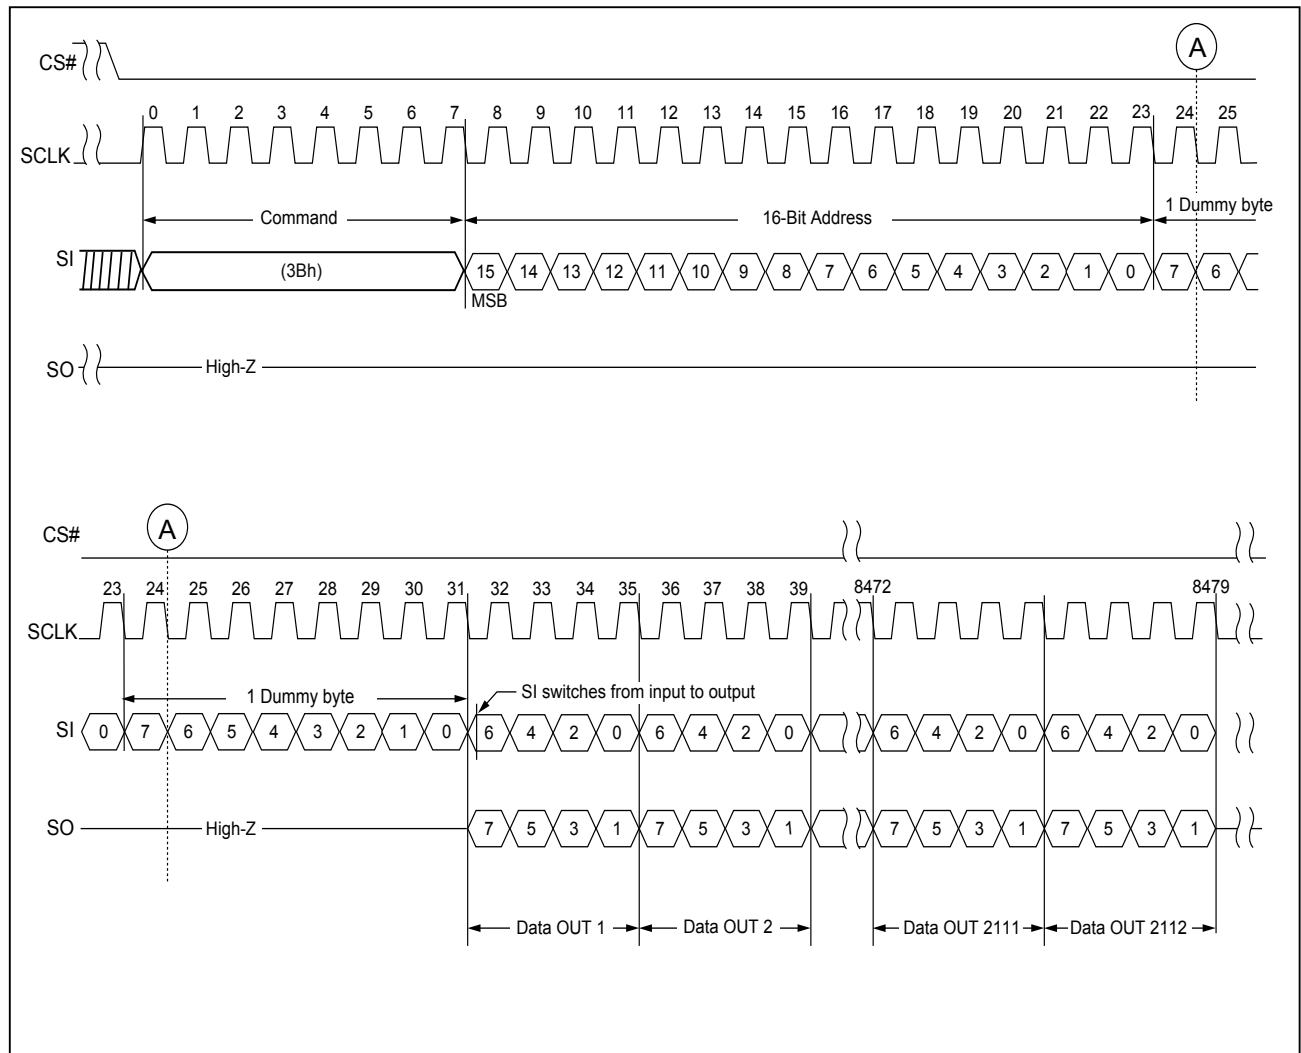 A
CS#
0 1 2 3 4 5 6 7 8 9 10 11 12 13 14 15 16 17 18 19 20 21 22 23 24 25
SCLK
Command 16-Bit Address 1 Dummy byte
SI (3Bh) 15 14 13 12 11 10 9 8 7 6 5 4 3 2 1 0 7 6
MSB
SO High-Z
A
CS#
23 24 25 26 27 28 29 30 31 32 33 34 35 36 37 38 39 8472 8479
SCLK
1 Dummy byte SI switches from input to output
SI 0 7 6 5 4 3 2 1 0 6 4 2 0 6 4 2 0 6 4 2 0 6 4 2 0
SO High-Z 7 5 3 1 7 5 3 1 7 5 3 1 7 5 3 1
Data OUT 1 Data OUT 2 Data OUT 2111 Data OUT 2112